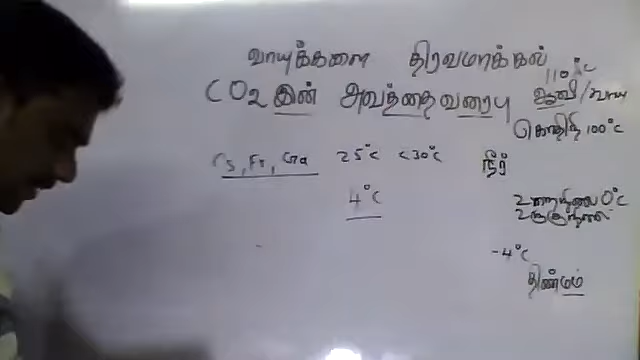 வாயுக்களை திரவமாக்கல்
CO2 இன் அவத்தை வரைபு
110°C
ஆவி/வாயு
கொதிநி 100°C
Cs, Fr, Ga 25°C <30°C நீர்
4°C
உறைநிலை 0°C
உருகுநிலை
-4°C
திண்மம்